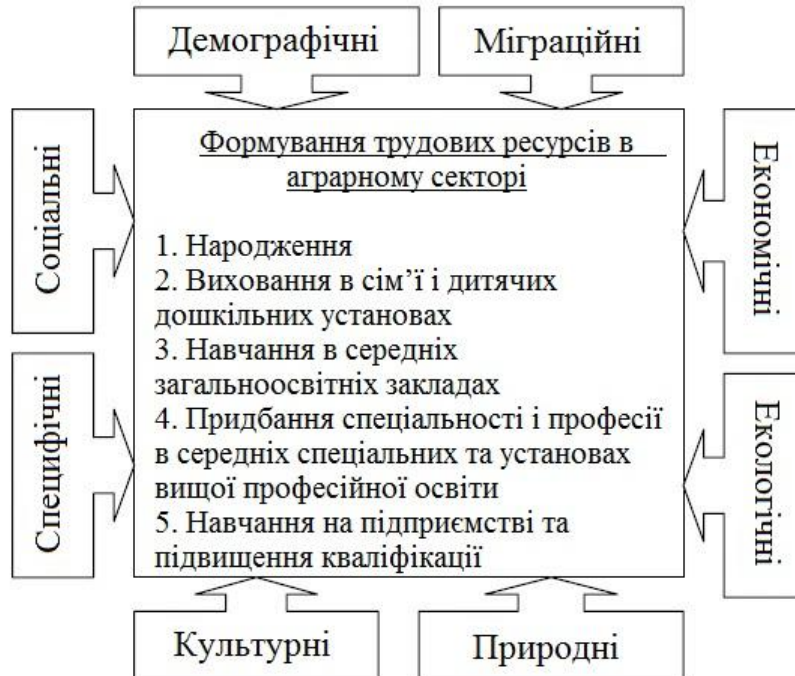 Демографічні
Міграційні
Соціальні
Специфічні
Формування трудових ресурсів в
аграрному секторі
1. Народження
2. Виховання в сім’ї і дитячих
дошкільних установах
3. Навчання в середніх
загальноосвітніх закладах
4. Придбання спеціальності і професії
в середніх спеціальних та установах
вищої професійної освіти
5. Навчання на підприємстві та
підвищення кваліфікації
Економічні
Екологічні
Культурні
Природні